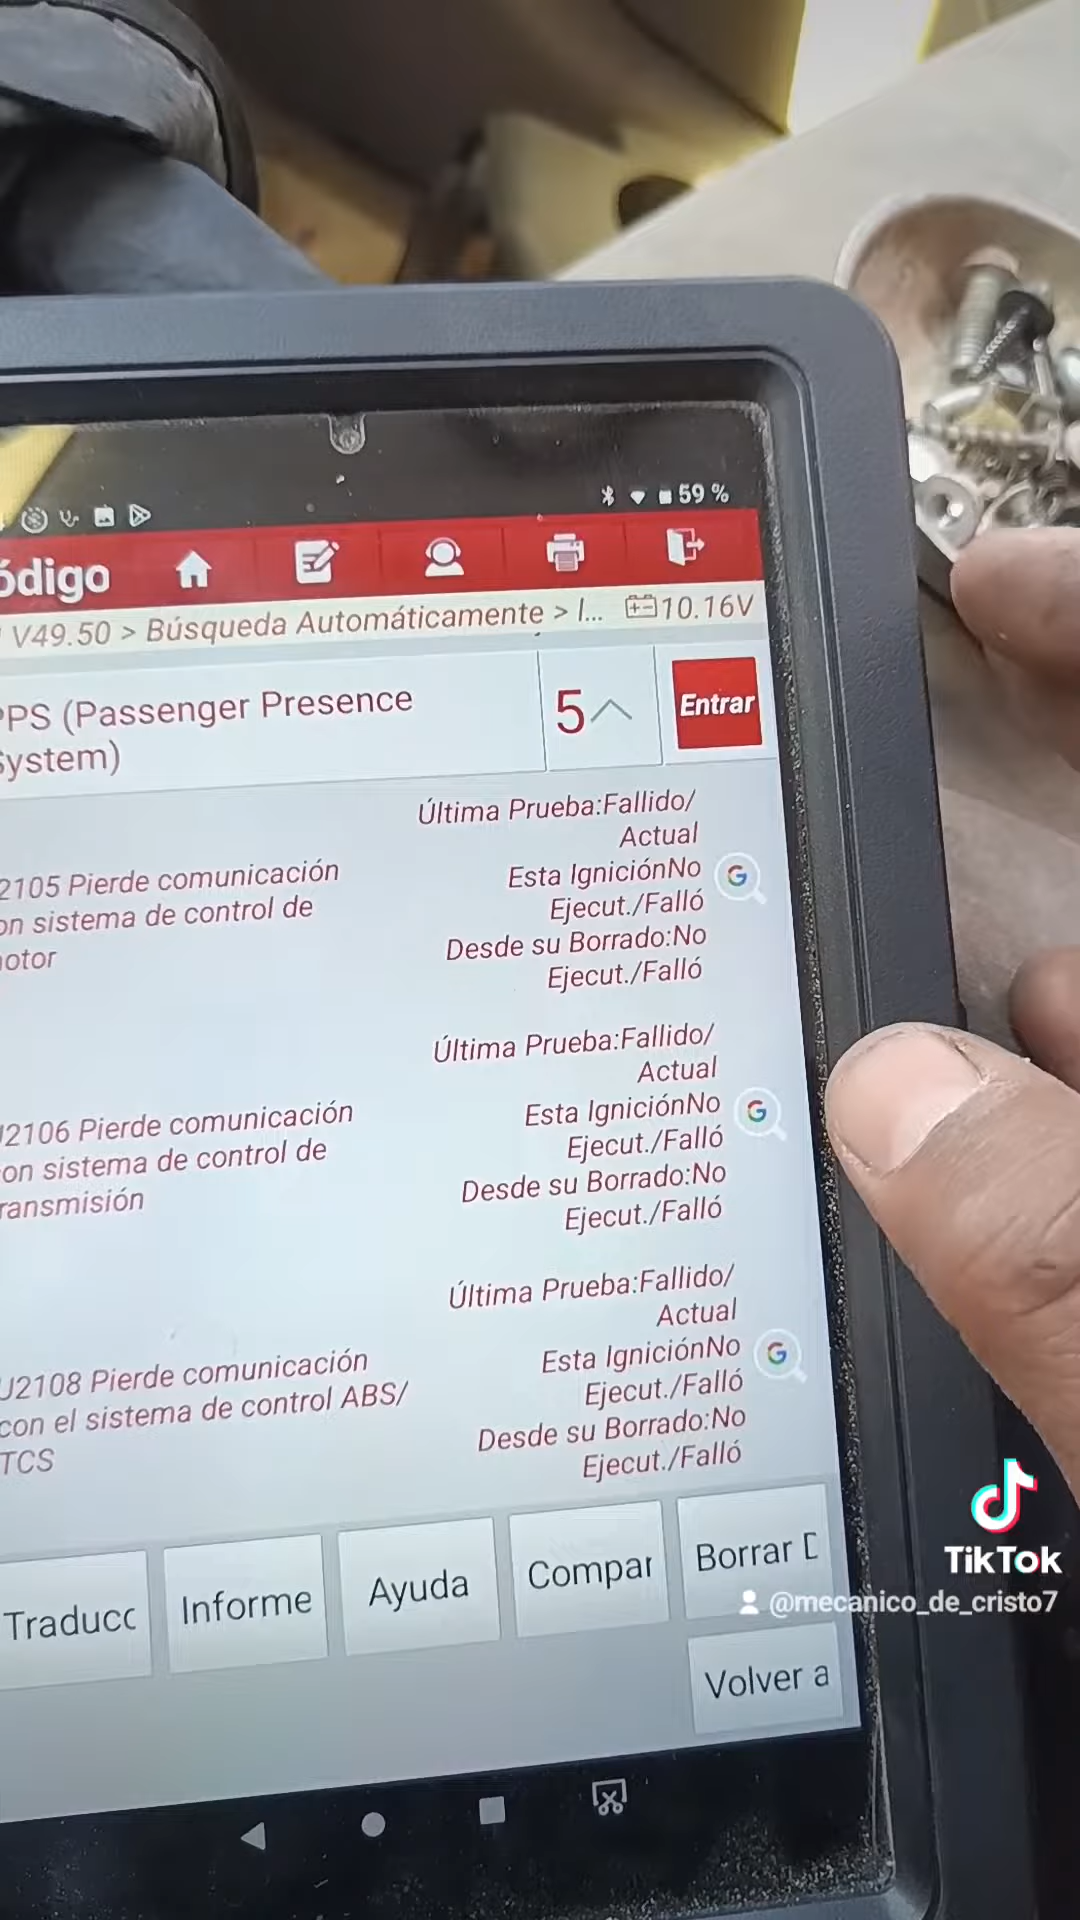 59 %
ódigo
V49.50 > Búsqueda Automáticamente > I... 10.16V
PPS (Passenger Presence
System)
5
Entrar
Última Prueba:Fallido/
Actual
Esta IgniciónNo
Ejecut./Falló
Desde su Borrado:No
Ejecut./Falló
2105 Pierde comunicación
on sistema de control de
otor
Última Prueba:Fallido/
Actual
Esta IgniciónNo
Ejecut./Falló
Desde su Borrado:No
Ejecut./Falló
U2106 Pierde comunicación
on sistema de control de
ransmisión
Última Prueba:Fallido/
Actual
Esta IgniciónNo
Ejecut./Falló
Desde su Borrado:No
Ejecut./Falló
U2108 Pierde comunicación
con el sistema de control ABS/
TCS
Traducc
Informe
Ayuda
Compar
Borrar D
Volver a
TikTok
@mecanico_de_cristo7